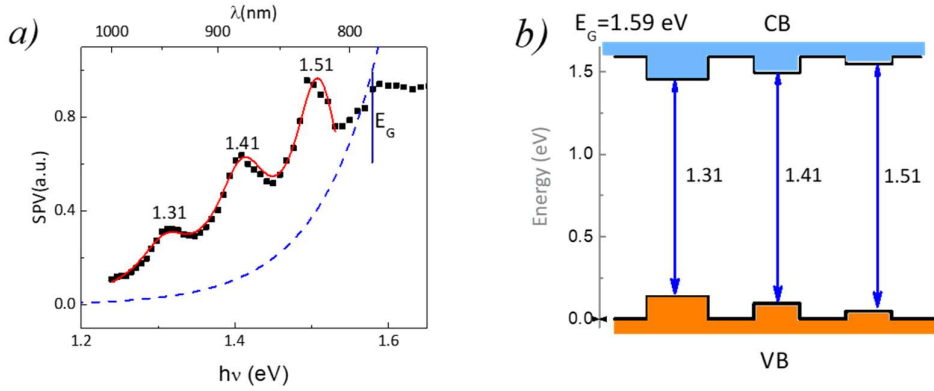 a)
λ(nm)
1000 900 800
SPV(a.u.)
0.0
0.4
0.8
1.31
1.41
1.51
E_G
1.2 1.4 1.6
hν (eV)
b)
E_G=1.59 eV CB
Energy (eV)
1.5
1.0
0.5
0.0
1.31
1.41
1.51
VB